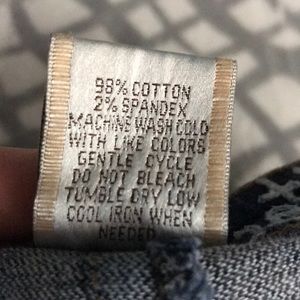 98% COTTON
2% SPANDEX
MACHINE WASH COLD
WITH LIKE COLORS
GENTLE CYCLE
DO NOT BLEACH
TUMBLE DRY LOW
COOL IRON WHEN
NEEDED